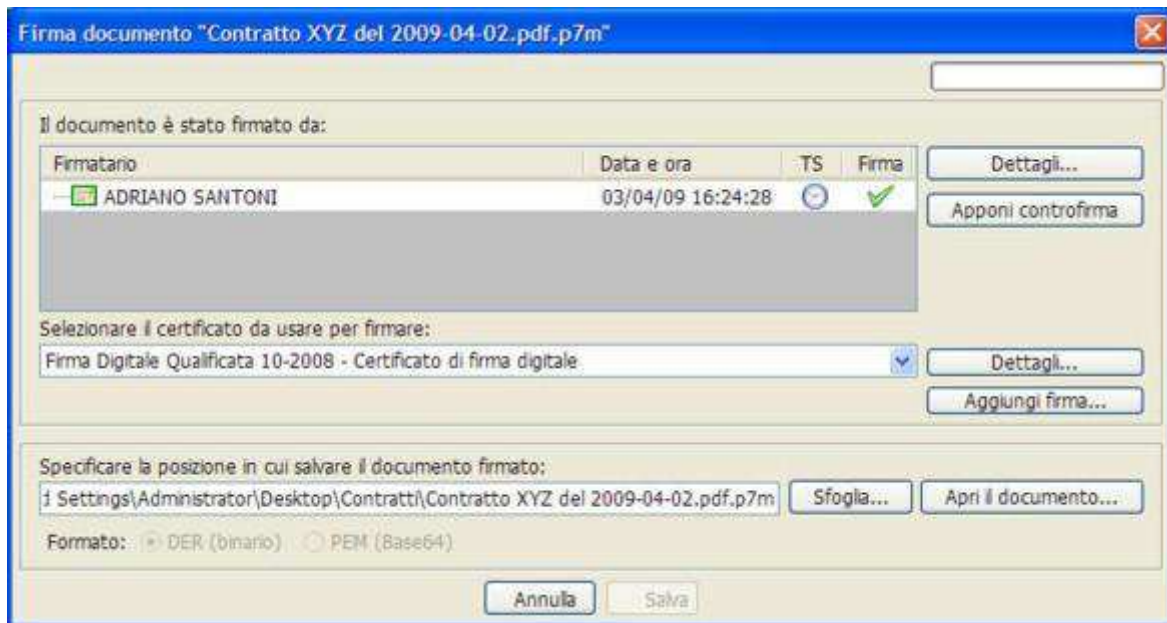 Firma documento "Contratto XYZ del 2009-04-02.pdf.p7m"
Il documento è stato firmato da:
Firmatario Data e ora TS Firma Dettagli...
ADRIANO SANTONI 03/04/09 16:24:28
Apponi controfirma
Selezionare il certificato da usare per firmare:
Firma Digitale Qualificata 10-2008 - Certificato di firma digitale Dettagli...
Aggiungi firma...
Specificare la posizione in cui salvare il documento firmato:
Settings\Administrator\Desktop\Contratti\Contratto XYZ del 2009-04-02.pdf.p7m Sfoglia... Apri il documento...
Formato: DER (binario) PEM (Base64)
Annulla Salva